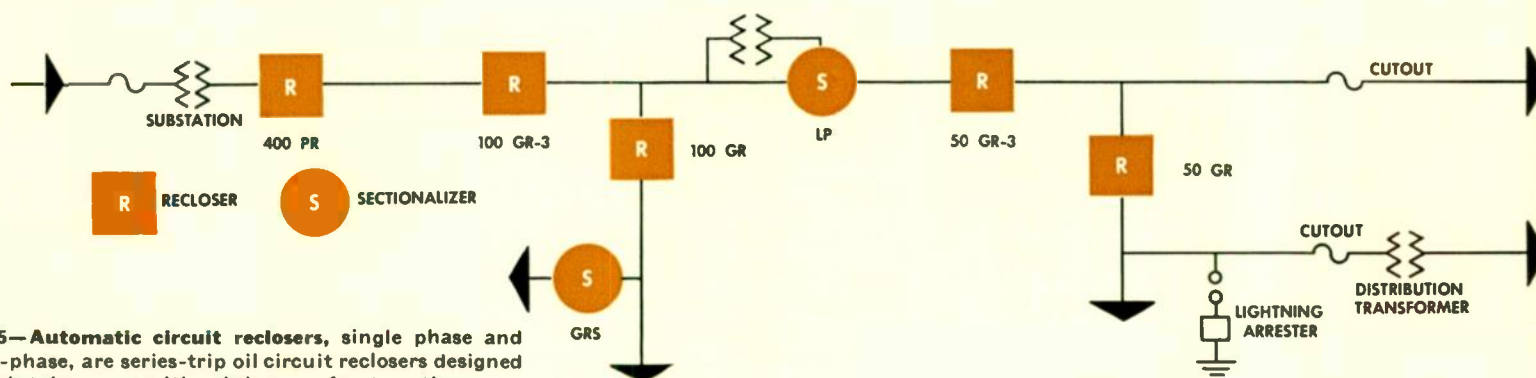 CUTOUT
R
R
S
R
SUBSTATION
400 PR
100 GR-3
R
100 GR
LP
50 GR-3
R
50 GR
R
RECLOSER
S
SECTIONALIZER
CUTOUT
S
GRS
DISTRIBUTION
TRANSFORMER
LIGHTNING
ARRESTER
5—Automatic circuit reclosers, single phase and
-phase, are series-trip oil circuit reclosers designed